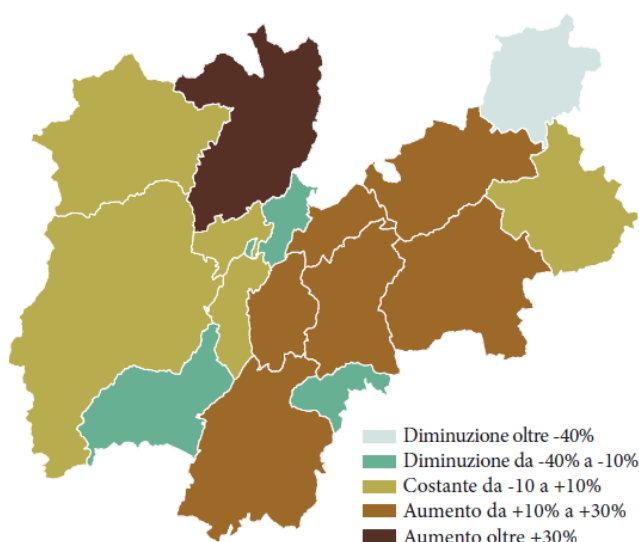 Diminuzione oltre -40%
Diminuzione da -40% a -10%
Costante da -10 a +10%
Aumento da +10% a +30%
Aumento oltre +30%